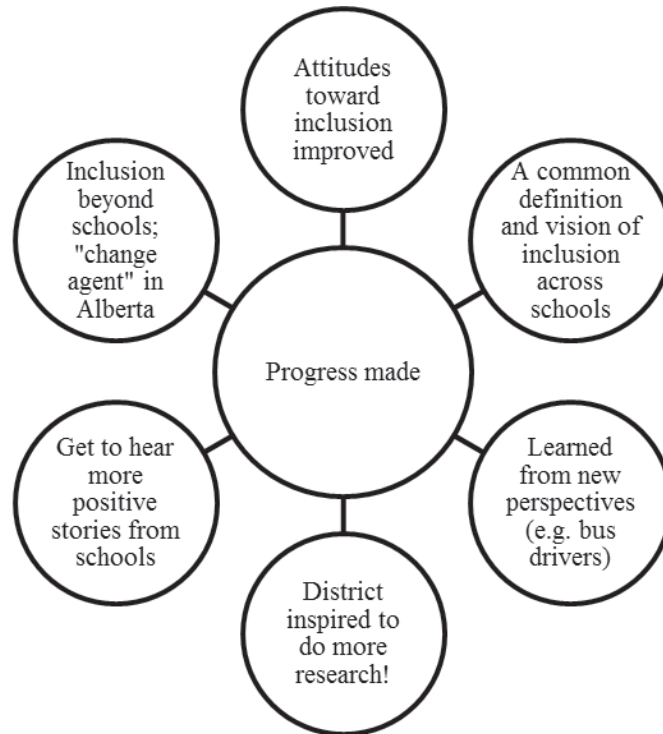 Attitudes
toward
inclusion
improved
A common
definition
and vision of
inclusion
across
schools
Learned
from new
perspectives
(e.g. bus
drivers)
District
inspired to
do more
research!
Get to hear
more
positive
stories from
schools
Inclusion
beyond
schools;
"change
agent" in
Alberta
Progress made